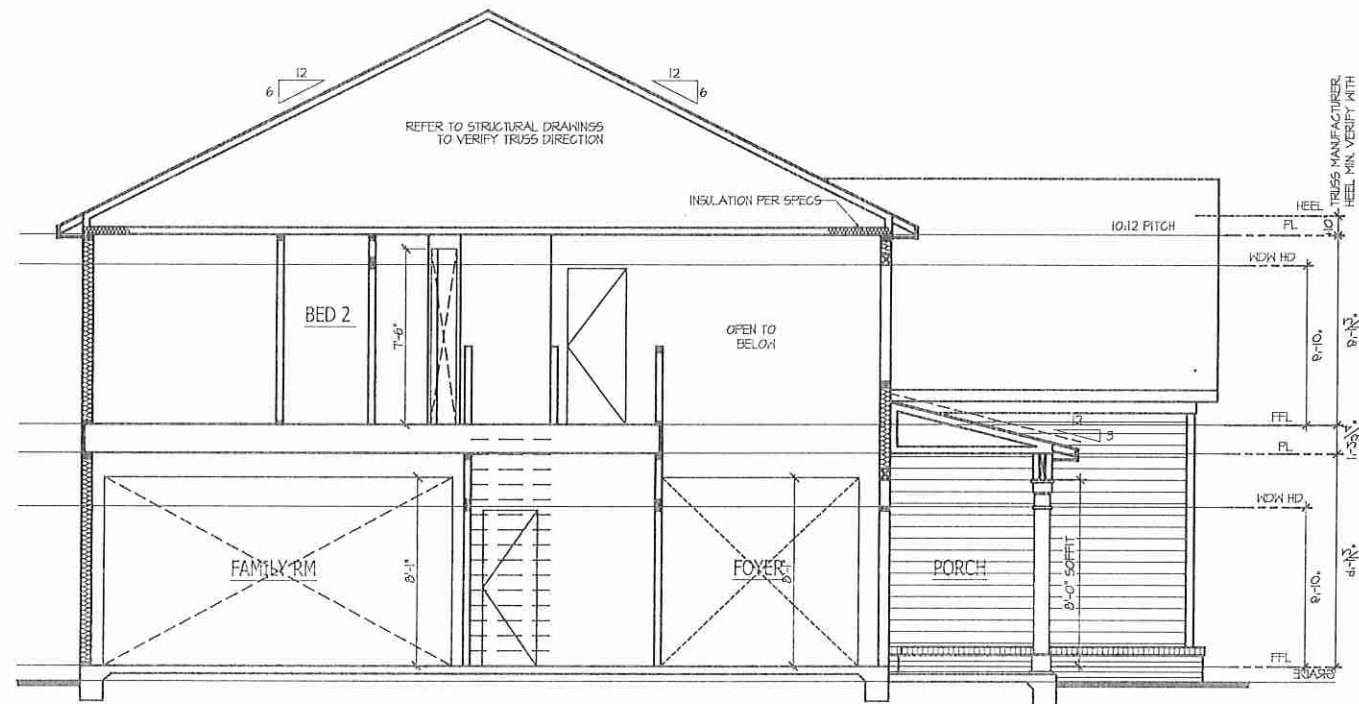 12
6
12
6
REFER TO STRUCTURAL DRAWINGS
TO VERIFY TRUSS DIRECTION
INSULATION PER SPECS
TRUSS MANUFACTURER.
HEEL MIN. VERIFY WITH
HEEL
10"
10:12 PITCH
PL
WDW HD
BED 2
7'-6"
OPEN TO
BELOW
FFL
PL
3
WDW HD
FAMILY RM
8'-1"
FOYER
PORCH
8'-0" SOFFIT
FFL
GRADE